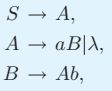 S → A,
A → aB|λ,
B → Ab,